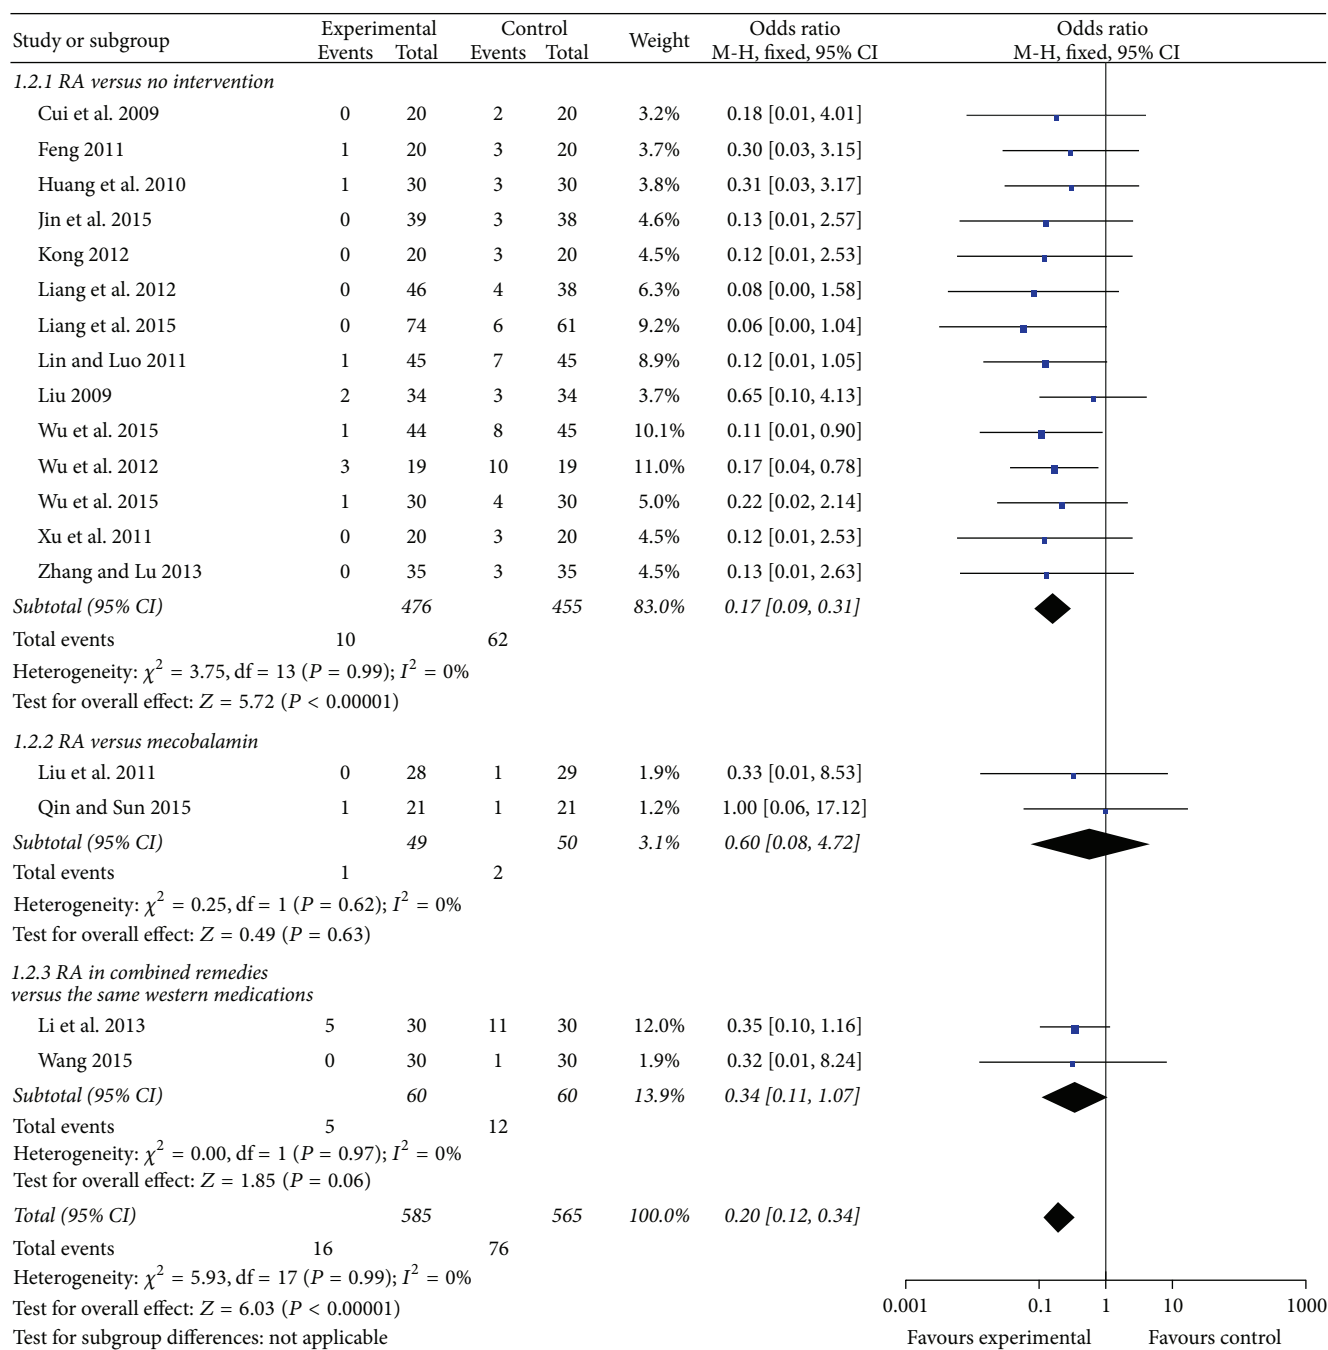 Study or subgroup Experimental Control Weight Odds ratio Odds ratio
Events Total Events Total M-H, fixed, 95% CI M-H, fixed, 95% CI
1.2.1 RA versus no intervention
Cui et al. 2009 0 20 2 20 3.2% 0.18 [0.01, 4.01]
Feng 2011 1 20 3 20 3.7% 0.30 [0.03, 3.15]
Huang et al. 2010 1 30 3 30 3.8% 0.31 [0.03, 3.17]
Jin et al. 2015 0 39 3 38 4.6% 0.13 [0.01, 2.57]
Kong 2012 0 20 3 20 4.5% 0.12 [0.01, 2.53]
Liang et al. 2012 0 46 4 38 6.3% 0.08 [0.00, 1.58]
Liang et al. 2015 0 74 6 61 9.2% 0.06 [0.00, 1.04]
Lin and Luo 2011 1 45 7 45 8.9% 0.12 [0.01, 1.05]
Liu 2009 2 34 3 34 3.7% 0.65 [0.10, 4.13]
Wu et al. 2015 1 44 8 45 10.1% 0.11 [0.01, 0.90]
Wu et al. 2012 3 19 10 19 11.0% 0.17 [0.04, 0.78]
Wu et al. 2015 1 30 4 30 5.0% 0.22 [0.02, 2.14]
Xu et al. 2011 0 20 3 20 4.5% 0.12 [0.01, 2.53]
Zhang and Lu 2013 0 35 3 35 4.5% 0.13 [0.01, 2.63]
Subtotal (95% CI) 476 455 83.0% 0.17 [0.09, 0.31]
Total events 10 62
Heterogeneity: χ² = 3.75, df = 13 (P = 0.99); I² = 0%
Test for overall effect: Z = 5.72 (P < 0.00001)
1.2.2 RA versus mecobalamin
Liu et al. 2011 0 28 1 29 1.9% 0.33 [0.01, 8.53]
Qin and Sun 2015 1 21 1 21 1.2% 1.00 [0.06, 17.12]
Subtotal (95% CI) 49 50 3.1% 0.60 [0.08, 4.72]
Total events 1 2
Heterogeneity: χ² = 0.25, df = 1 (P = 0.62); I² = 0%
Test for overall effect: Z = 0.49 (P = 0.63)
1.2.3 RA in combined remedies
versus the same western medications
Li et al. 2013 5 30 11 30 12.0% 0.35 [0.10, 1.16]
Wang 2015 0 30 1 30 1.9% 0.32 [0.01, 8.24]
Subtotal (95% CI) 60 60 13.9% 0.34 [0.11, 1.07]
Total events 5 12
Heterogeneity: χ² = 0.00, df = 1 (P = 0.97); I² = 0%
Test for overall effect: Z = 1.85 (P = 0.06)
Total (95% CI) 585 565 100.0% 0.20 [0.12, 0.34]
Total events 16 76
Heterogeneity: χ² = 5.93, df = 17 (P = 0.99); I² = 0%
Test for overall effect: Z = 6.03 (P < 0.00001)
Test for subgroup differences: not applicable
0.001 0.1 1 10 1000
Favours experimental Favours control